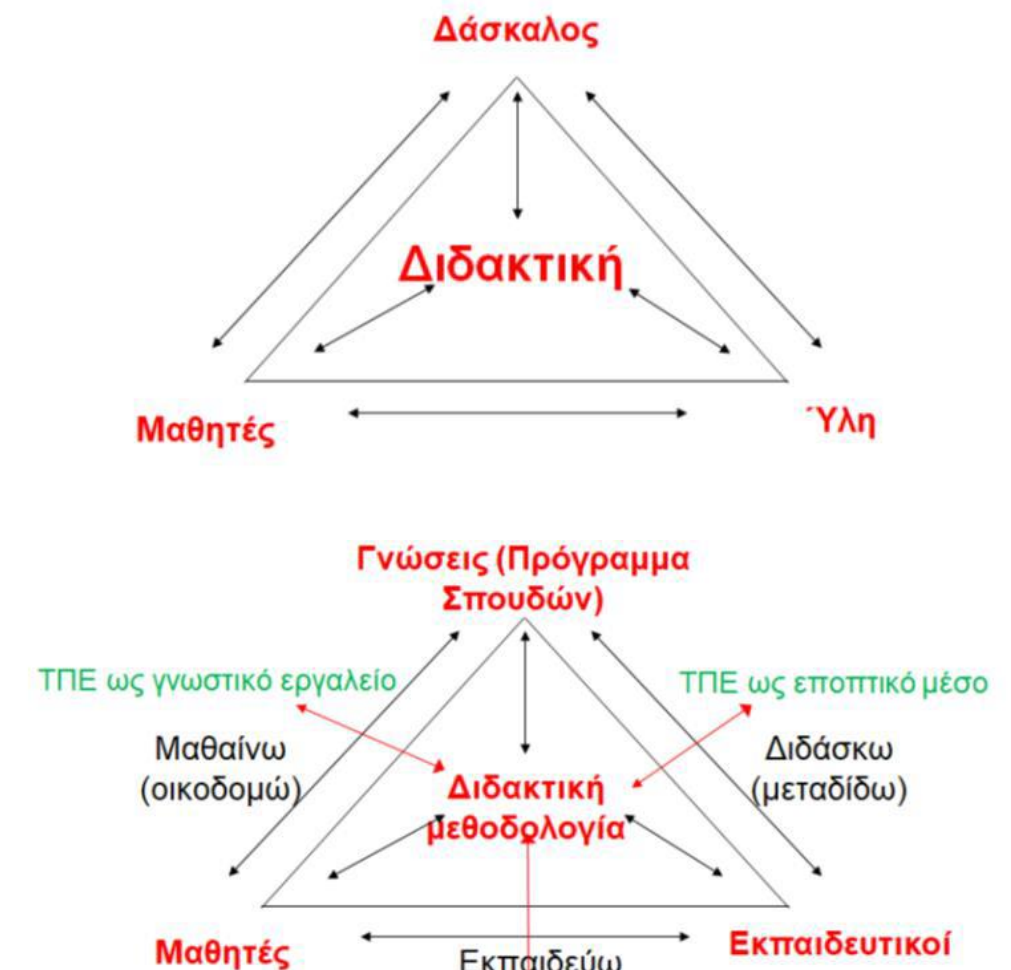 Δάσκαλος
Διδακτική
Μαθητές
Ύλη
Γνώσεις (Πρόγραμμα
Σπουδών)
ΤΠΕ ως γνωστικό εργαλείο
ΤΠΕ ως εποπτικό μέσο
Μαθαίνω
(οικοδομώ)
Διδάσκω
(μεταδίδω)
Διδακτική
μεθοδολογία
Μαθητές
Εκπαιδεύω
Εκπαιδευτικοί